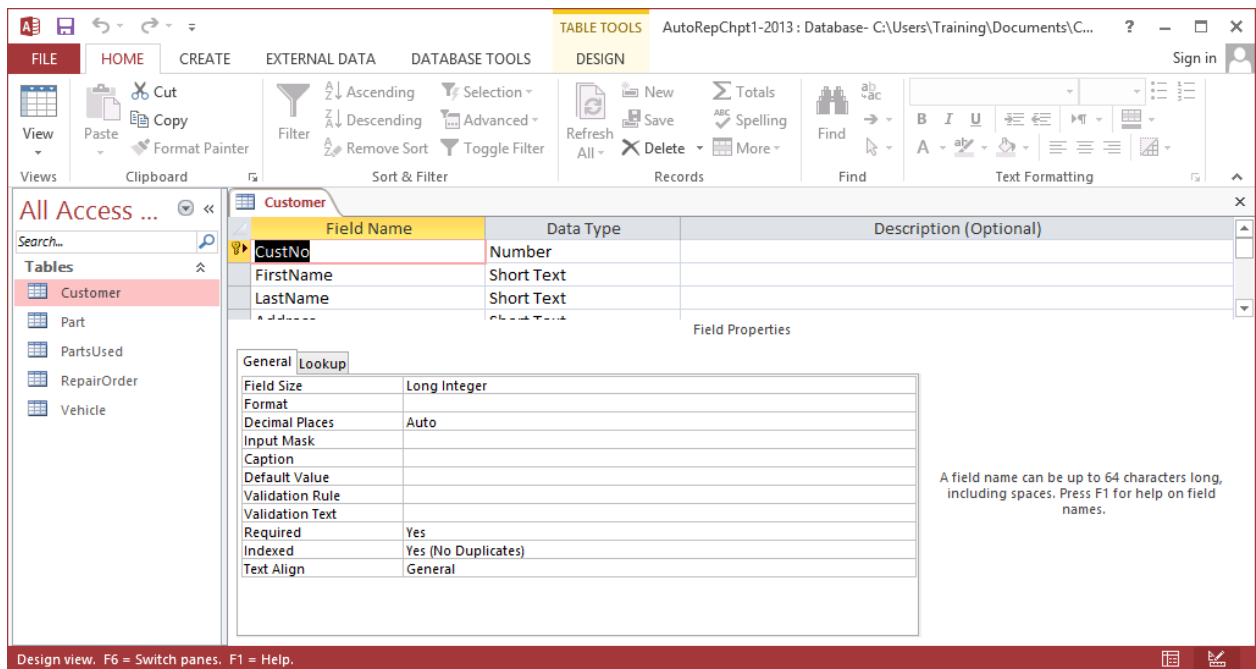 TABLE TOOLS AutoRepChpt1-2013 : Database- C:\Users\Training\Documents\C... ?
FILE HOME CREATE EXTERNAL DATA DATABASE TOOLS DESIGN Sign in
View
Paste
Cut
Copy
Format Painter
Filter
Ascending
Descending
Remove Sort
Selection
Advanced
Toggle Filter
Refresh
All
New
Save
Delete
Totals
Spelling
More
Find
B I U
A
Views Clipboard Sort & Filter Records Find Text Formatting
All Access ...
Search...
Tables
Customer
Part
PartsUsed
RepairOrder
Vehicle
Customer
Field Name Data Type Description (Optional)
CustNo Number
FirstName Short Text
LastName Short Text
Address Short Text
Field Properties
General Lookup
Field Size Long Integer
Format
Decimal Places Auto
Input Mask
Caption
Default Value
Validation Rule
Validation Text
Required Yes
Indexed Yes (No Duplicates)
Text Align General
A field name can be up to 64 characters long,
including spaces. Press F1 for help on field
names.
Design view. F6 = Switch panes. F1 = Help.